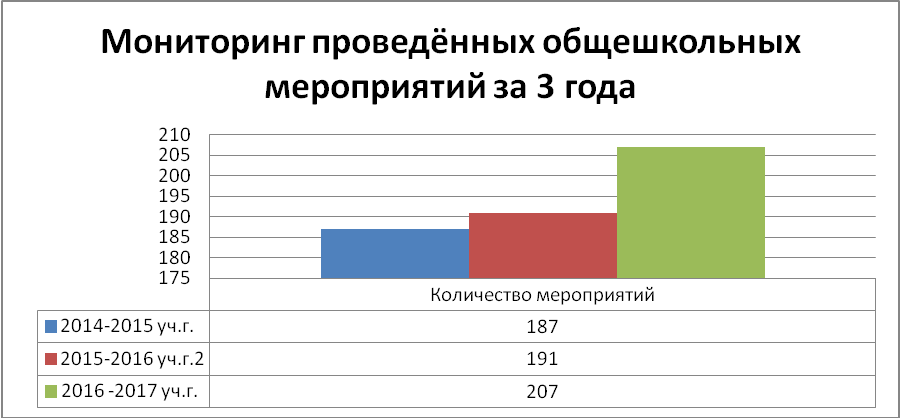 Мониторинг проведённых общешкольных
мероприятий за 3 года
210
205
200
195
190
185
180
175
Количество мероприятий
2014-2015 уч.г. 187
2015-2016 уч.г.2 191
2016 -2017 уч.г. 207